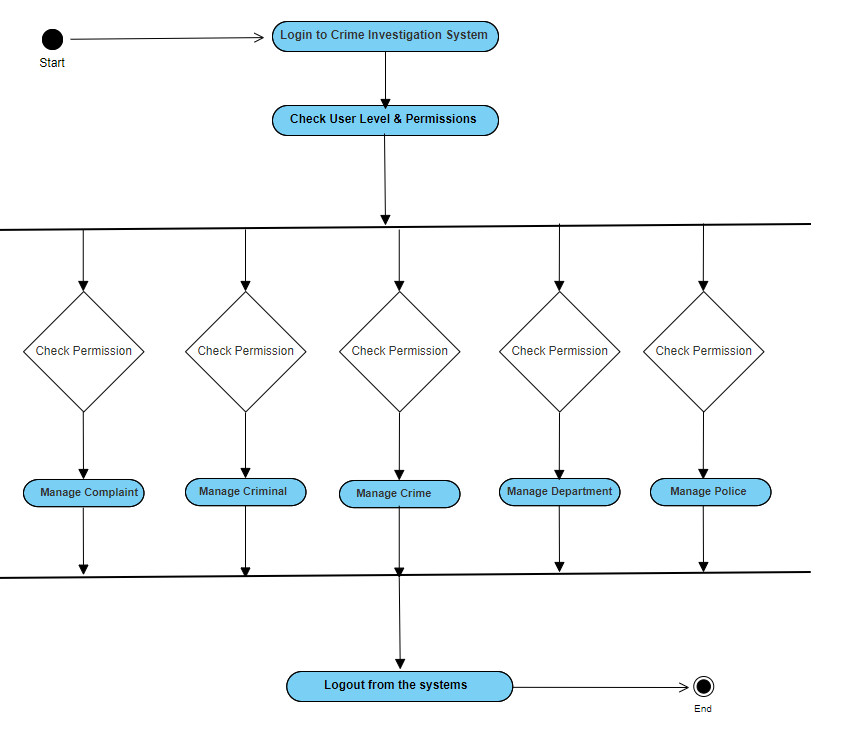 Login to Crime Investigation System
Start
Check User Level & Permissions
Check Permission
Check Permission
Check Permission
Check Permission
Check Permission
Manage Complaint
Manage Criminal
Manage Crime
Manage Department
Manage Police
Logout from the systems
End